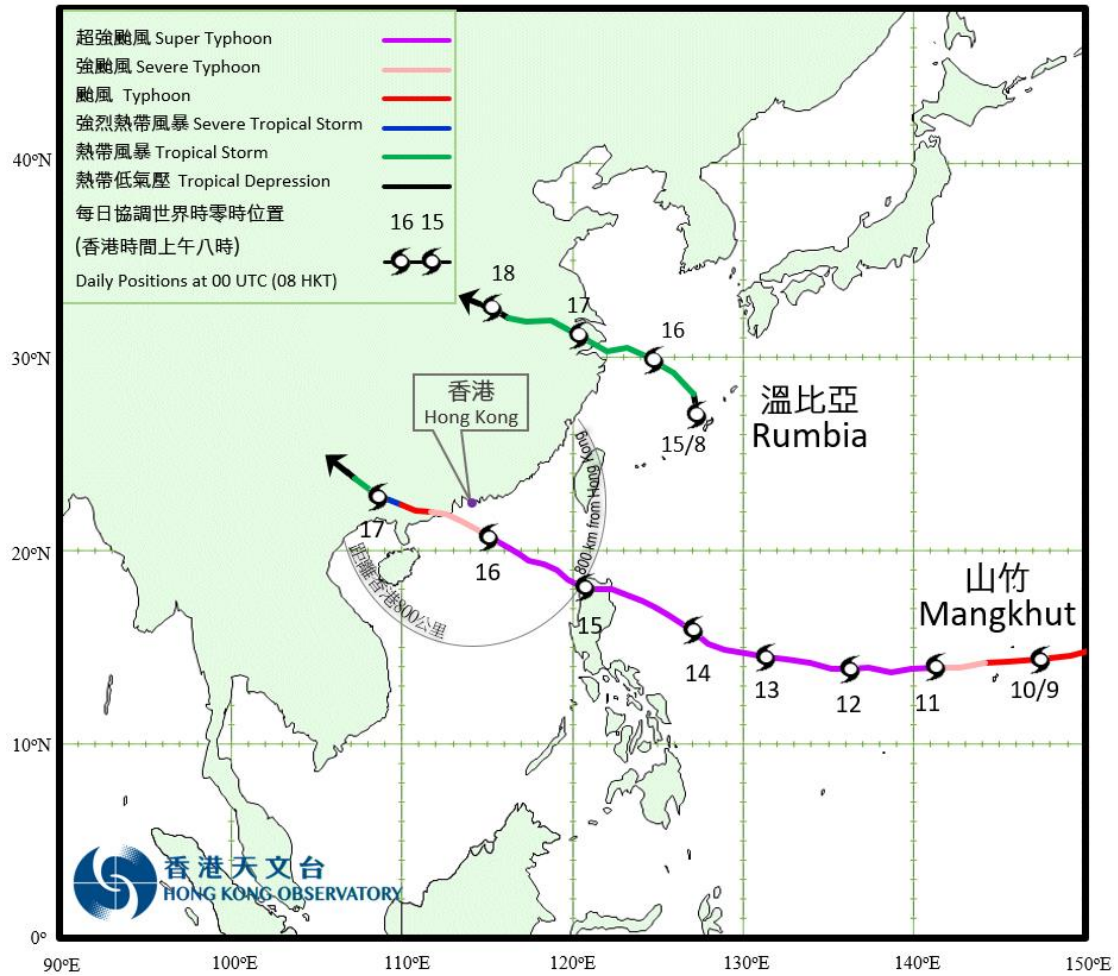 超強颱風 Super Typhoon
強颱風 Severe Typhoon
颱風 Typhoon
強烈熱帶風暴 Severe Tropical Storm
熱帶風暴 Tropical Storm
熱帶低氣壓 Tropical Depression
每日協調世界時零時位置
16 15
(香港時間上午八時)
Daily Positions at 00 UTC (08 HKT)
40°N
30°N
20°N
10°N
0°
90°E
100°E
110°E
120°E
130°E
140°E
150°E
18
17
16
15/8
溫比亞
Rumbia
香港
Hong Kong
800 km from Hong Kong
距離香港800公里
17
16
15
14
13
12
11
10/9
山竹
Mangkhut
香港天文台
HONG KONG OBSERVATORY